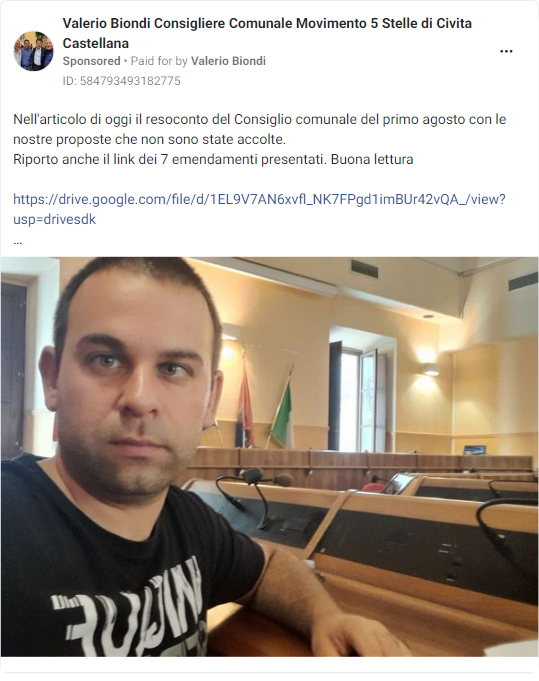 Valerio Biondi Consigliere Comunale Movimento 5 Stelle di Civita
Castellana
Sponsored • Paid for by Valerio Biondi
ID: 584793493182775
Nell'articolo di oggi il resoconto del Consiglio comunale del primo agosto con le
nostre proposte che non sono state accolte.
Riporto anche il link dei 7 emendamenti presentati. Buona lettura
https://drive.google.com/file/d/1EL9V7AN6xvfl_NK7FPgd1imBUr42vQA_/view?
usp=drivesdk
...